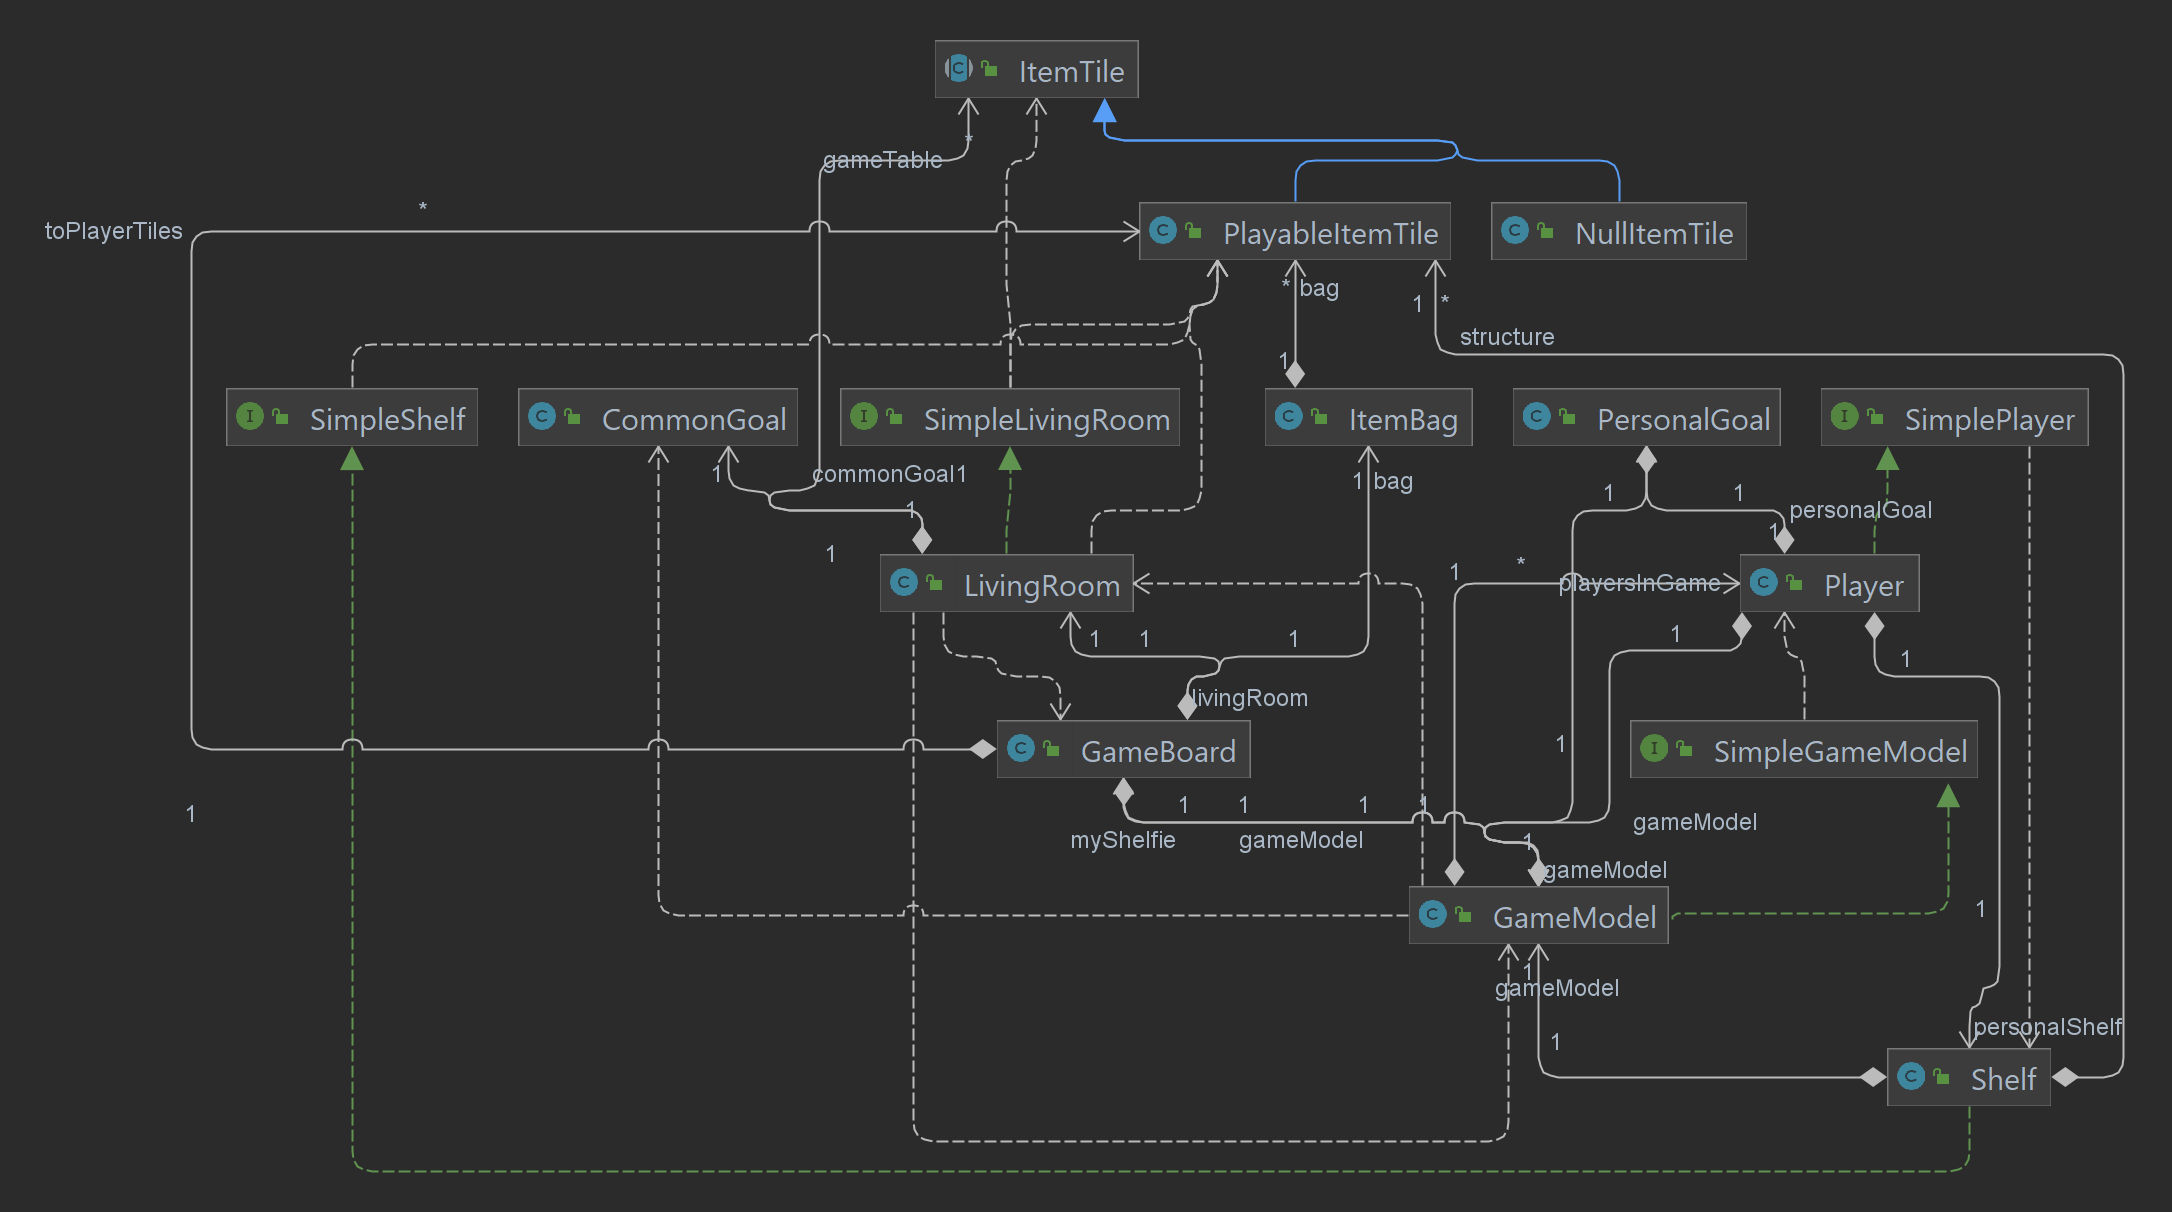 ItemTile
*
gameTable
*
toPlayerTiles
PlayableItemTile
NullItemTile
* bag
1 *
structure
1
SimpleShelf
CommonGoal
SimpleLivingRoom
ItemBag
PersonalGoal
SimplePlayer
1
commonGoal1
1 bag
1
1
1
personalGoal
1
1
*
1
LivingRoom
playersInGame
Player
1
1
1
1
1
livingRoom
1
GameBoard
SimpleGameModel
1
1
1
1
1
1
myShelfie
gameModel
gameModel
1
gameModel
GameModel
1
1
gameModel
personalShelf
1
Shelf